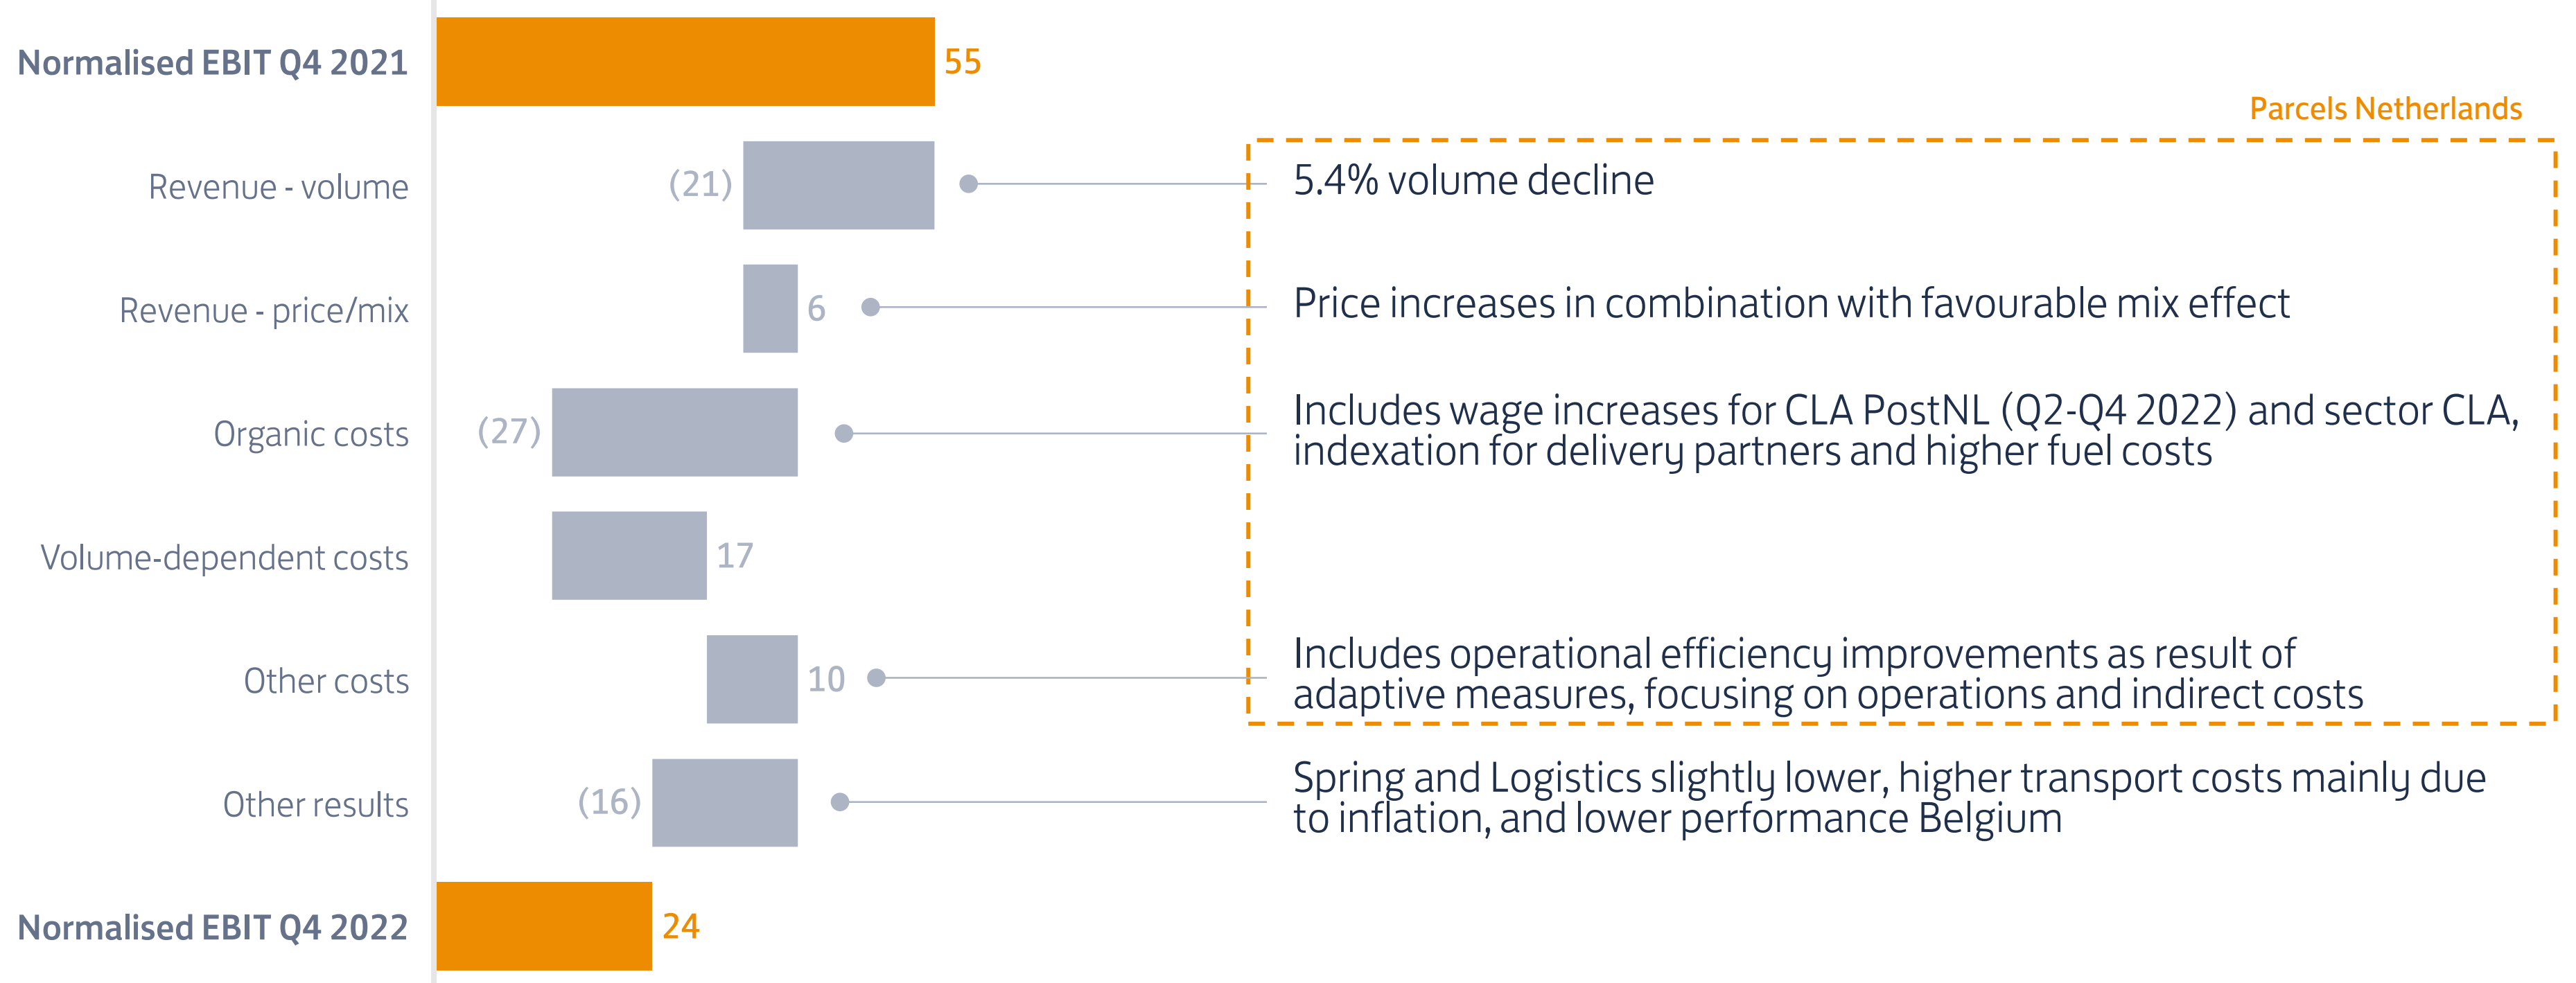 Normalised EBIT Q4 2021
55
Parcels Netherlands
Revenue - volume
(21)
5.4% volume decline
Revenue - price/mix
6
Price increases in combination with favourable mix effect
Organic costs
(27)
Includes wage increases for CLA PostNL (Q2-Q4 2022) and sector CLA,
indexation for delivery partners and higher fuel costs
Volume-dependent costs
17
Other costs
10
Includes operational efficiency improvements as result of
adaptive measures, focusing on operations and indirect costs
Other results
(16)
Spring and Logistics slightly lower, higher transport costs mainly due
to inflation, and lower performance Belgium
Normalised EBIT Q4 2022
24